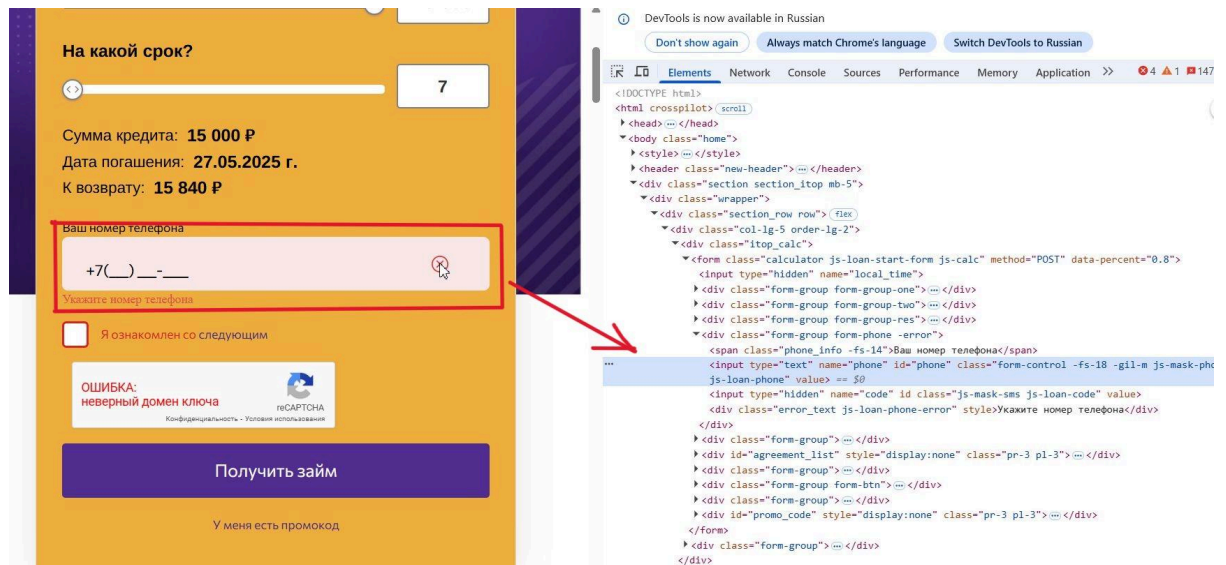 На какой срок?
7
Сумма кредита: 15 000 ₽
Дата погашения: 27.05.2025 г.
К возврату: 15 840 ₽
Ваш номер телефона
+7(__) __-___
Укажите номер телефона
Я ознакомлен со следующим
ОШИБКА:
неверный домен ключа
reCAPTCHA
Конфиденциальность - Условия использования
Получить займ
У меня есть промокод
DevTools is now available in Russian
Don't show again Always match Chrome's language Switch DevTools to Russian
Elements Network Console Sources Performance Memory Application >> 4 1 147
<!DOCTYPE html>
<html crosspilot> scroll
<head> … </head>
<body class="home">
<style> … </style>
<header class="new-header"> … </header>
<div class="section section_itop mb-5">
<div class="wrapper">
<div class="section_row row"> flex
<div class="col-lg-5 order-lg-2">
<div class="itop_calc">
<form class="calculator js-loan-start-form js-calc" method="POST" data-percent="0.8">
<input type="hidden" name="local_time">
<div class="form-group form-group-one"> … </div>
<div class="form-group form-group-two"> … </div>
<div class="form-group form-group-res"> … </div>
<div class="form-group form-phone -error">
<span class="phone_info -fs-14">Ваш номер телефона</span>
… <input type="text" name="phone" id="phone" class="form-control -fs-18 -gil-m js-mask-pho
js-loan-phone" value> == $0
<input type="hidden" name="code" id class="js-mask-sms js-loan-code" value>
<div class="error_text js-loan-phone-error" style>Укажите номер телефона</div>
</div>
<div class="form-group"> … </div>
<div id="agreement_list" style="display:none" class="pr-3 pl-3"> … </div>
<div class="form-group"> … </div>
<div class="form-group form-btn"> … </div>
<div class="form-group"> … </div>
<div id="promo_code" style="display:none" class="pr-3 pl-3"> … </div>
</form>
<div class="form-group"> … </div>
</div>